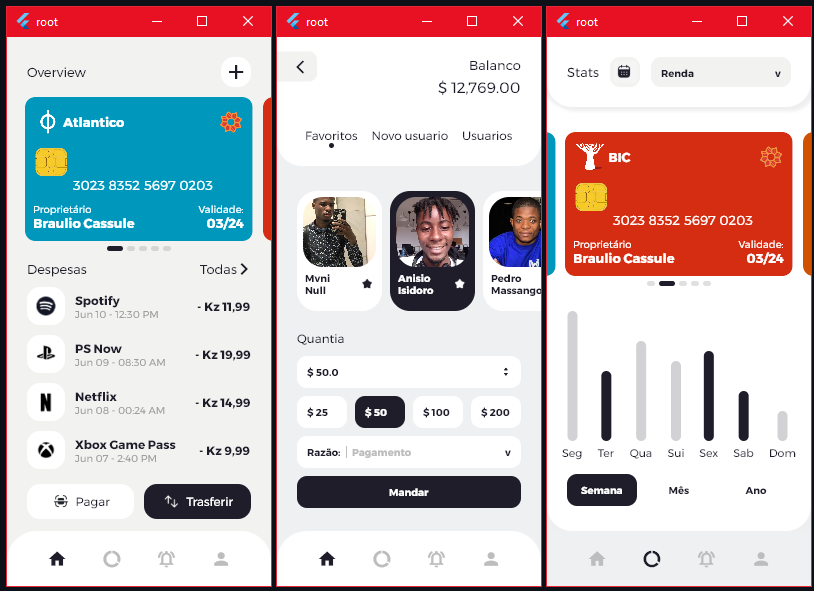 root
Overview
Atlantico
3023 8352 5697 0203
Proprietário
Validade:
Braulio Cassule
03/24
Despesas
Todas
Spotify
Jun 10 - 12:30 PM
- Kz 11,99
PS Now
Jun 09 - 08:30 AM
- Kz 19,99
Netflix
Jun 08 - 00:24 AM
- Kz 14,99
Xbox Game Pass
Jun 07 - 2:40 PM
- Kz 9,99
Pagar
Trasferir
root
Balanco
$ 12,769.00
Favoritos
Novo usuario
Usuarios
Mvni
Null
Anisio
Isidoro
Pedro
Massango
Quantia
$ 50.0
$ 25
$ 50
$ 100
$ 200
Razão:
Pagamento
v
Mandar
root
Stats
Renda
v
BIC
3023 8352 5697 0203
Proprietário
Validade:
Braulio Cassule
03/24
Seg
Ter
Qua
Sui
Sex
Sab
Dom
Semana
Mês
Ano